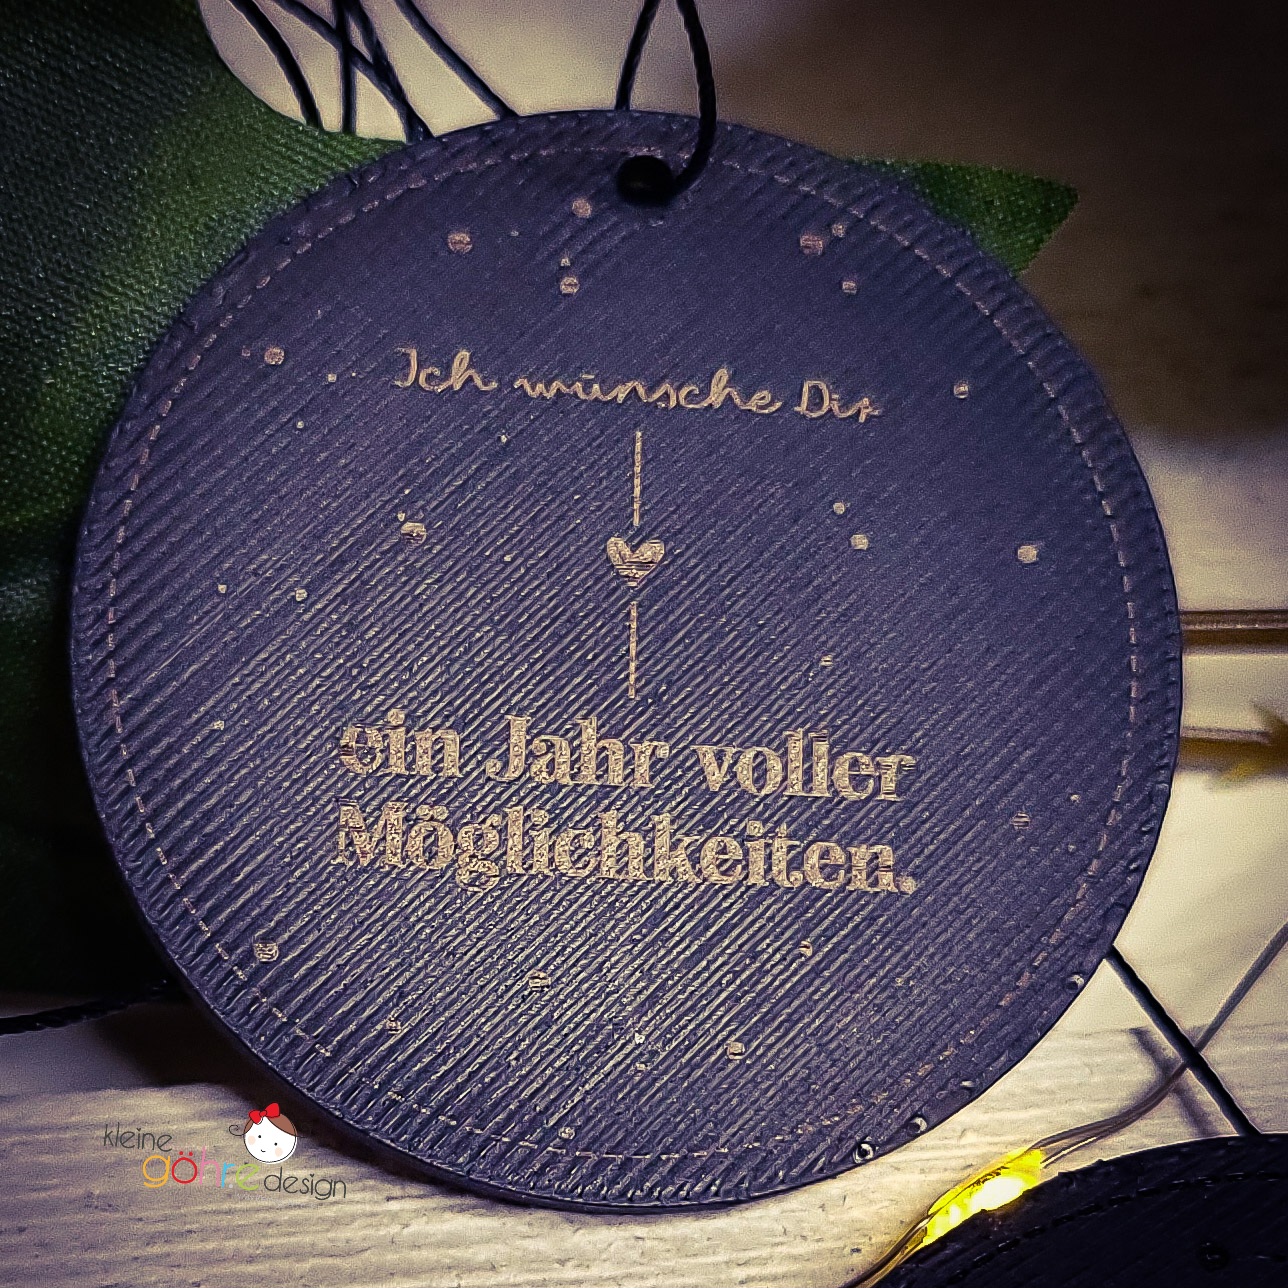 Ich wünsche Dir
ein Jahr voller
Möglichkeiten.
kleine
göhre design